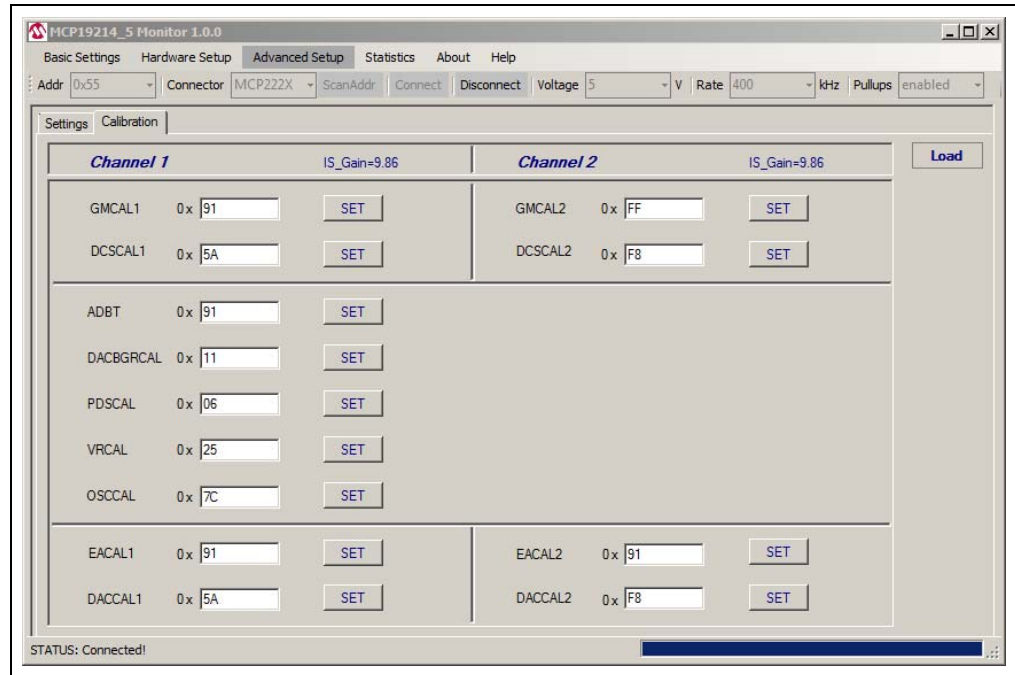 MCP19214_5 Monitor 1.0.0
Basic Settings Hardware Setup Advanced Setup Statistics About Help
Addr 0x55 Connector MCP222X ScanAddr Connect Disconnect Voltage 5 V Rate 400 kHz Pullups enabled
Settings Calibration
Channel 1 IS_Gain=9.86 Channel 2 IS_Gain=9.86 Load
GMCAL1 0x 91 SET GMCAL2 0x FF SET
DCSCAL1 0x 5A SET DCSCAL2 0x F8 SET
ADBT 0x 91 SET
DACBGRCAL 0x 11 SET
PDSCAL 0x 06 SET
VRCAL 0x 25 SET
OSCCAL 0x 7C SET
EACAL1 0x 91 SET EACAL2 0x 91 SET
DACCAL1 0x 5A SET DACCAL2 0x F8 SET
STATUS: Connected!